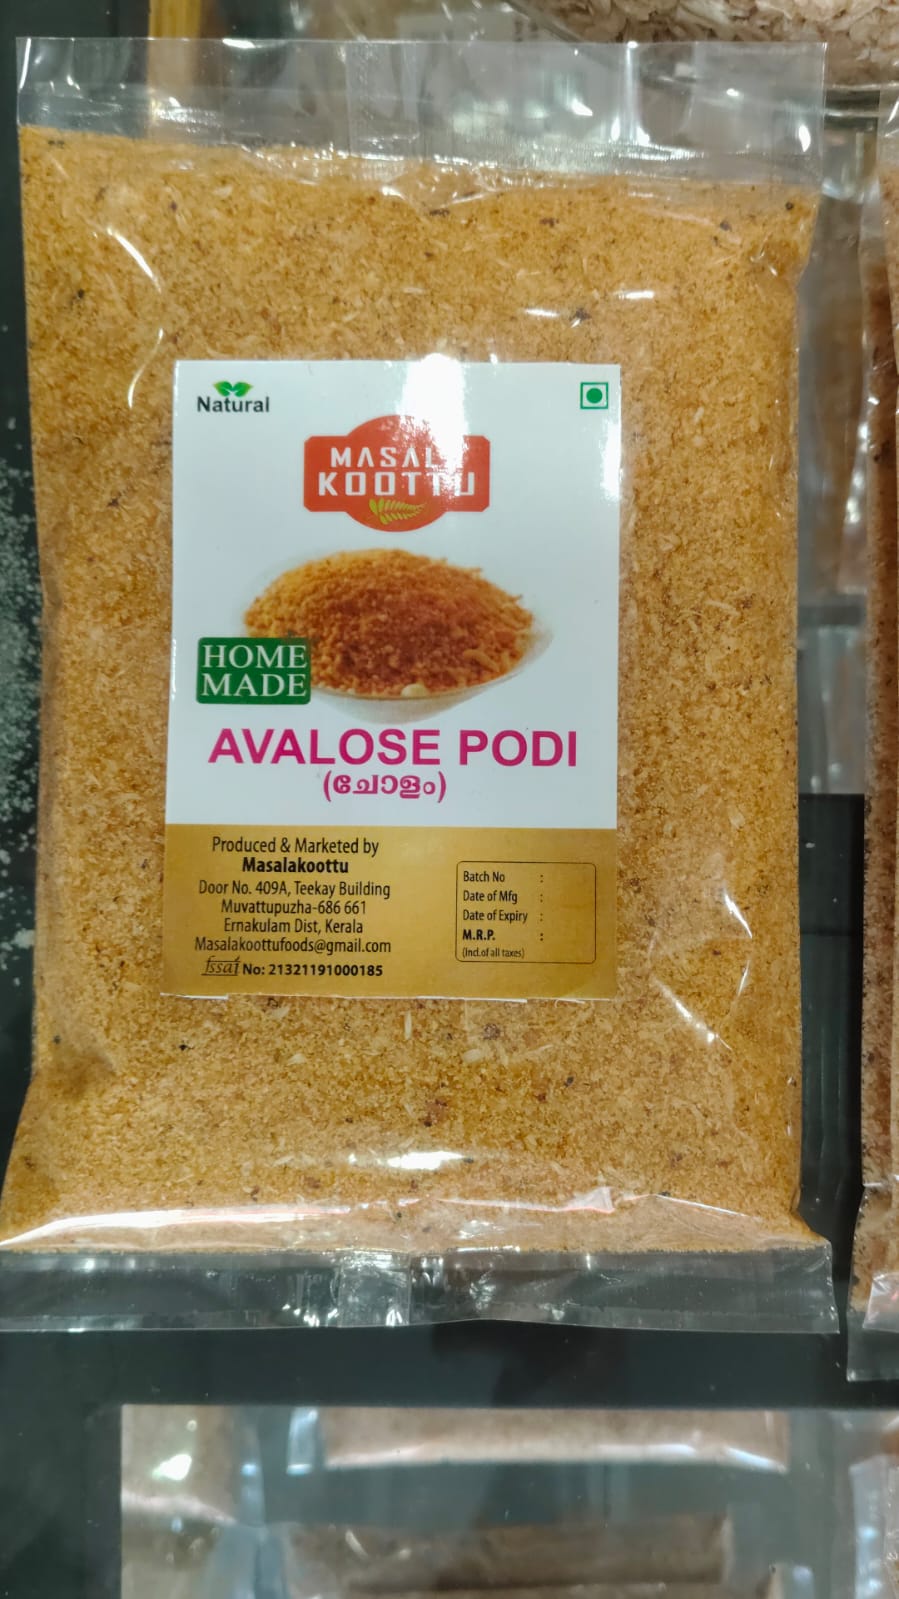 Natural
MASALA
KOOTTU
HOME
MADE
AVALOSE PODI
(ചോളം)
Produced & Marketed by
Masalakoottu
Door No. 409A, Teekay Building
Muvattupuzha-686 661
Ernakulam Dist, Kerala
Masalakoottufoods@gmail.com
fssai No: 21321191000185
Batch No :
Date of Mfg :
Date of Expiry :
M.R.P. :
(incl.of all taxes)